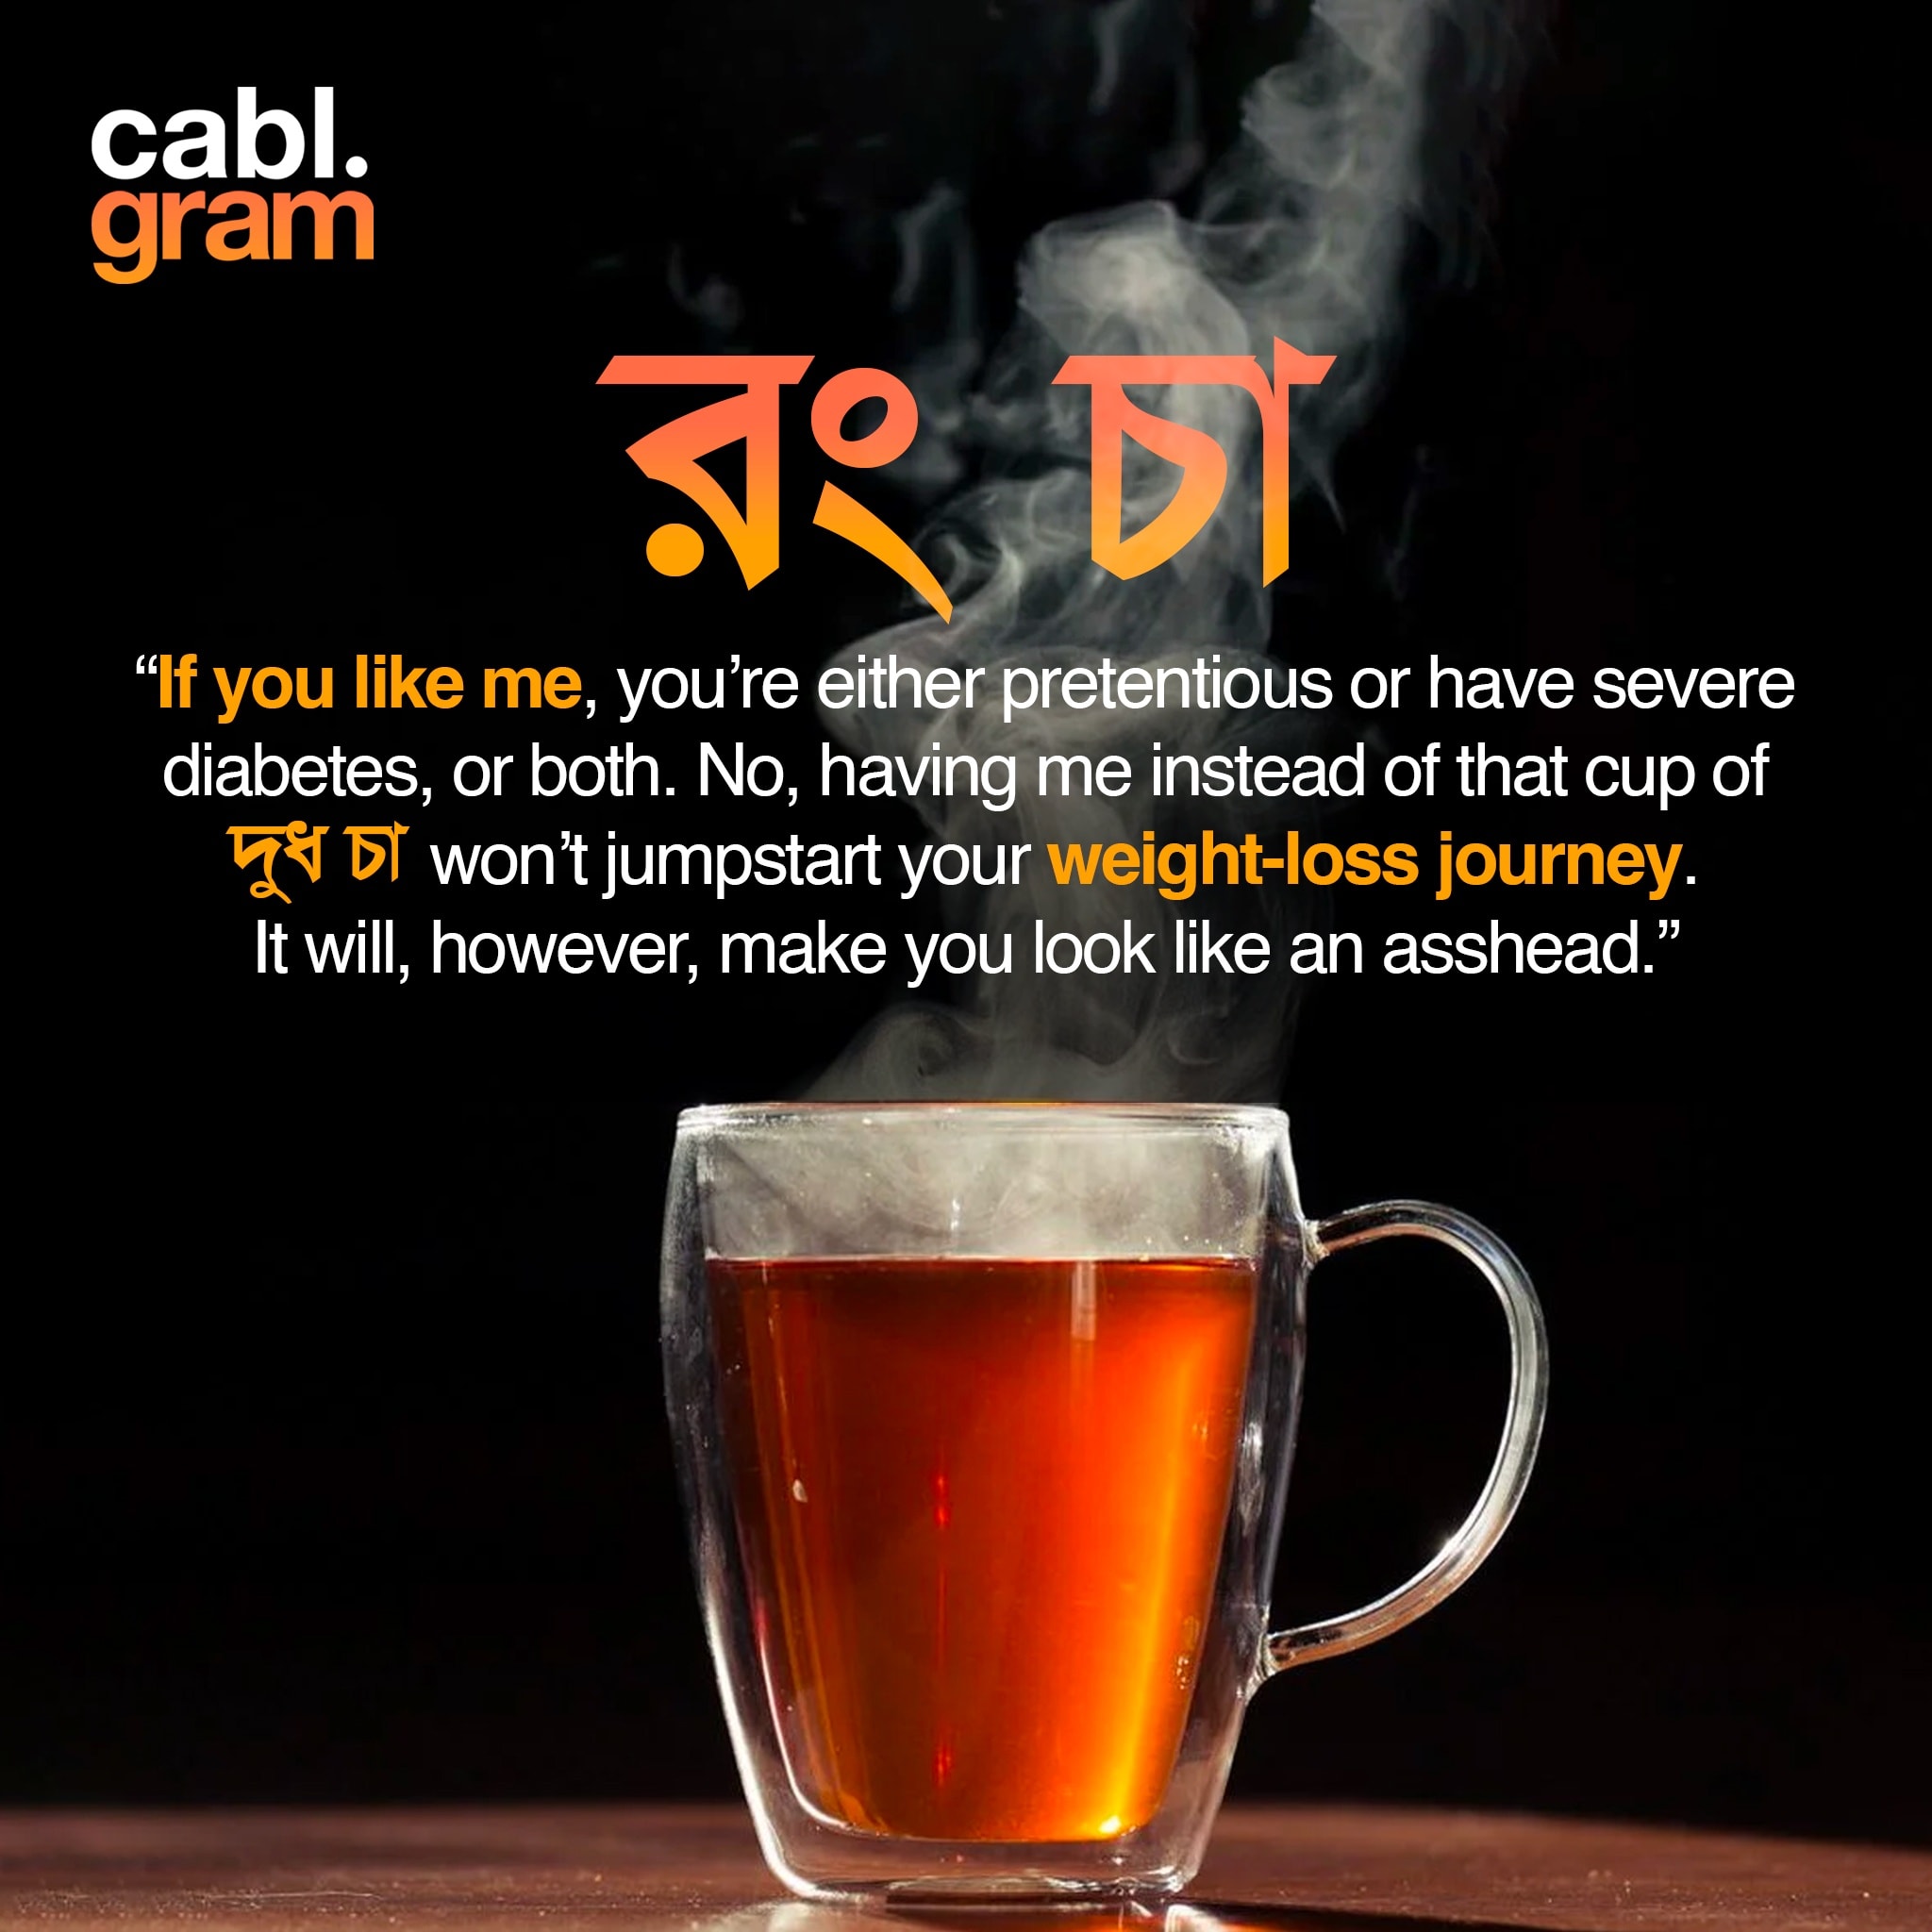 cabl.
gram
রং চা
“If you like me, you’re either pretentious or have severe
diabetes, or both. No, having me instead of that cup of
দুধ চা won’t jumpstart your weight-loss journey.
It will, however, make you look like an asshead.”